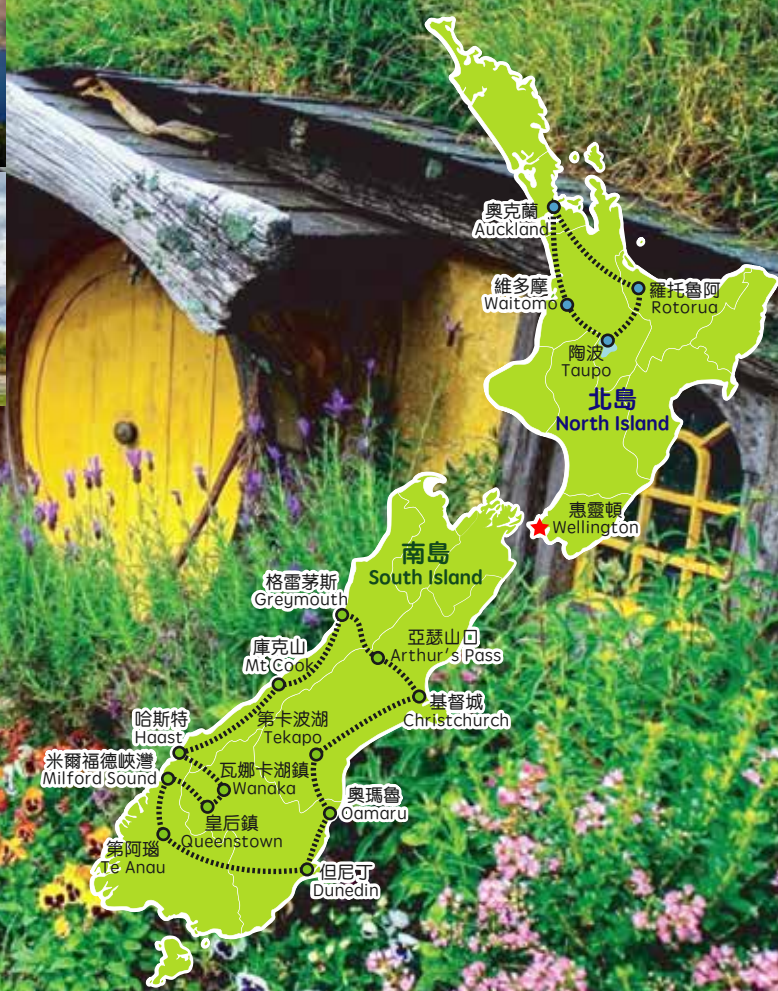 奧克蘭
Auckland
維多摩
Waitomo
羅托魯阿
Rotorua
陶波
Taupo
北島
North Island
惠靈頓
Wellington
南島
South Island
格雷茅斯
Greymouth
亞瑟山口
Arthur's Pass
庫克山
Mt Cook
基督城
Christchurch
哈斯特
Haast
第卡波湖
Tekapo
米爾福德峽灣
Milford Sound
瓦娜卡湖鎮
Wanaka
奧瑪魯
Oamaru
皇后鎮
Queenstown
第阿瑙
Te Anau
但尼丁
Dunedin